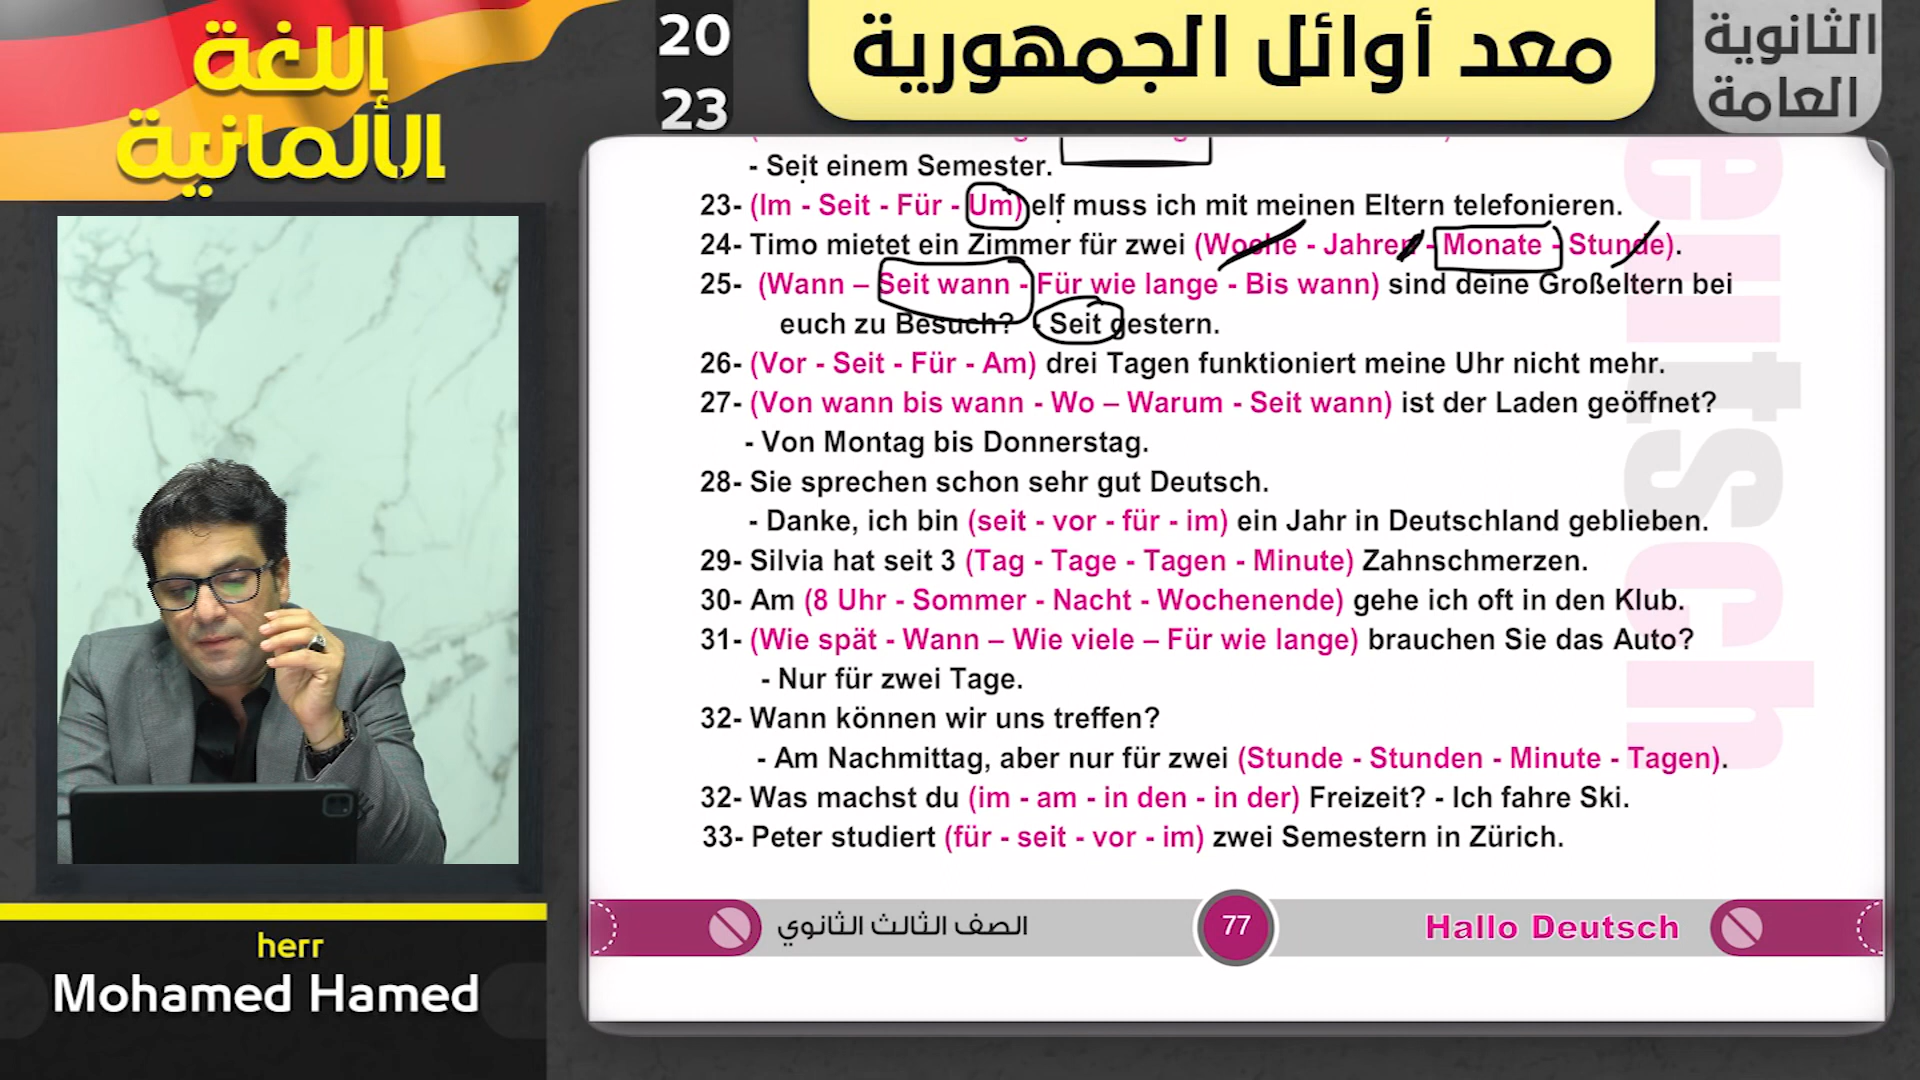 اللغة
الألمانية
20
23
معد أوائل الجمهورية
الثانوية
العامة
- Seit einem Semester.
23- (Im - Seit - Für - Um) elf muss ich mit meinen Eltern telefonieren.
24- Timo mietet ein Zimmer für zwei (Woche - Jahren - Monate - Stunde).
25- (Wann – Seit wann - Für wie lange - Bis wann) sind deine Großeltern bei
euch zu Besuch? - Seit gestern.
26- (Vor - Seit - Für - Am) drei Tagen funktioniert meine Uhr nicht mehr.
27- (Von wann bis wann - Wo – Warum - Seit wann) ist der Laden geöffnet?
- Von Montag bis Donnerstag.
28- Sie sprechen schon sehr gut Deutsch.
- Danke, ich bin (seit - vor - für - im) ein Jahr in Deutschland geblieben.
29- Silvia hat seit 3 (Tag - Tage - Tagen - Minute) Zahnschmerzen.
30- Am (8 Uhr - Sommer - Nacht - Wochenende) gehe ich oft in den Klub.
31- (Wie spät - Wann – Wie viele – Für wie lange) brauchen Sie das Auto?
- Nur für zwei Tage.
32- Wann können wir uns treffen?
- Am Nachmittag, aber nur für zwei (Stunde - Stunden - Minute - Tagen).
32- Was machst du (im - am - in den - in der) Freizeit? - Ich fahre Ski.
33- Peter studiert (für - seit - vor - im) zwei Semestern in Zürich.
eutsch
الصف الثالث الثانوي
77
Hallo Deutsch
herr
Mohamed Hamed